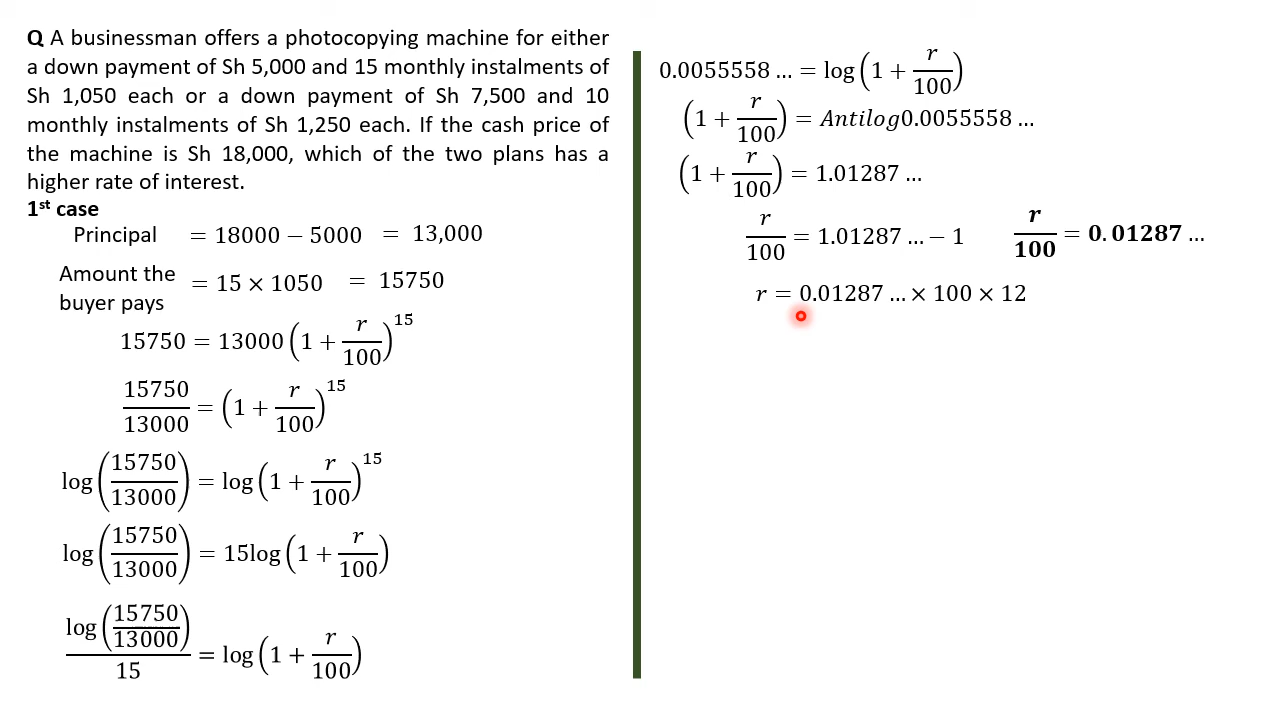 Q A businessman offers a photocopying machine for either
a down payment of Sh 5,000 and 15 monthly instalments of
Sh 1,050 each or a down payment of Sh 7,500 and 10
monthly instalments of Sh 1,250 each. If the cash price of
the machine is Sh 18,000, which of the two plans has a
higher rate of interest.
1st case
Principal = 18000 − 5000 = 13,000
Amount the buyer pays = 15 × 1050 = 15750
15750 = 13000(1 + r/100)^15
15750/13000 = (1 + r/100)^15
log(15750/13000) = log(1 + r/100)^15
log(15750/13000) = 15log(1 + r/100)
log(15750/13000)/15 = log(1 + r/100)
0.0055558 ... = log(1 + r/100)
(1 + r/100) = Antilog0.0055558 ...
(1 + r/100) = 1.01287 ...
r/100 = 1.01287 ... − 1
r/100 = 0.01287 ...
r = 0.01287 ... × 100 × 12